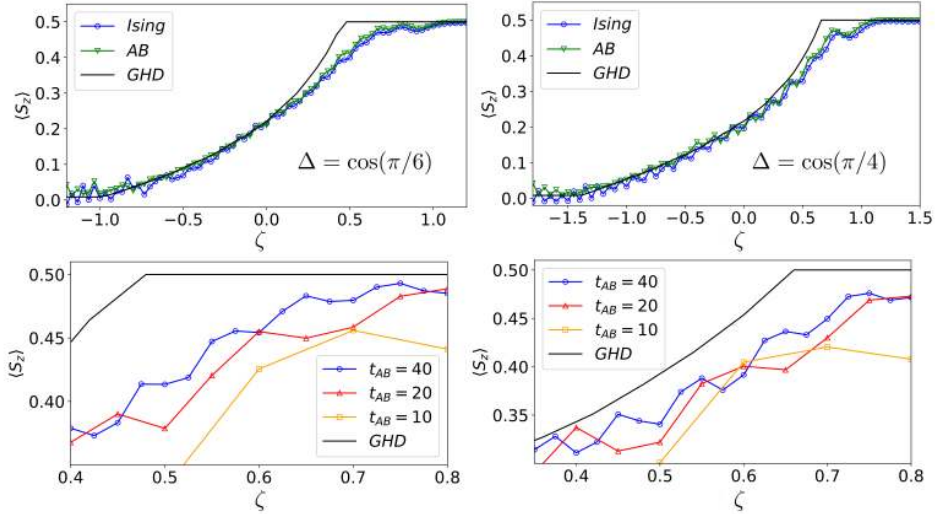 Ising
AB
GHD
Δ = cos(π/6)
⟨S_z⟩
0.5
0.4
0.3
0.2
0.1
0.0
−1.0 −0.5 0.0 0.5 1.0
ζ
Ising
AB
GHD
Δ = cos(π/4)
⟨S_z⟩
0.5
0.4
0.3
0.2
0.1
0.0
−1.5 −1.0 −0.5 0.0 0.5 1.0 1.5
ζ
t_AB = 40
t_AB = 20
t_AB = 10
GHD
⟨S_z⟩
0.50
0.45
0.40
0.4 0.5 0.6 0.7 0.8
ζ
t_AB = 40
t_AB = 20
t_AB = 10
GHD
⟨S_z⟩
0.50
0.45
0.40
0.35
0.4 0.5 0.6 0.7 0.8
ζ